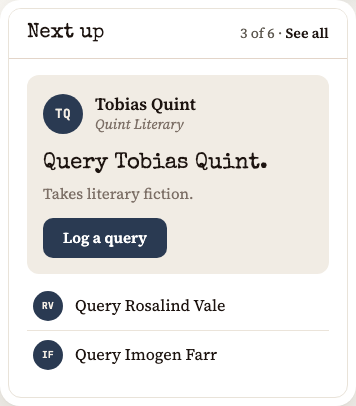 Next up
3 of 6 · See all
TQ
Tobias Quint
Quint Literary
Query Tobias Quint.
Takes literary fiction.
Log a query
RV
Query Rosalind Vale
IF
Query Imogen Farr